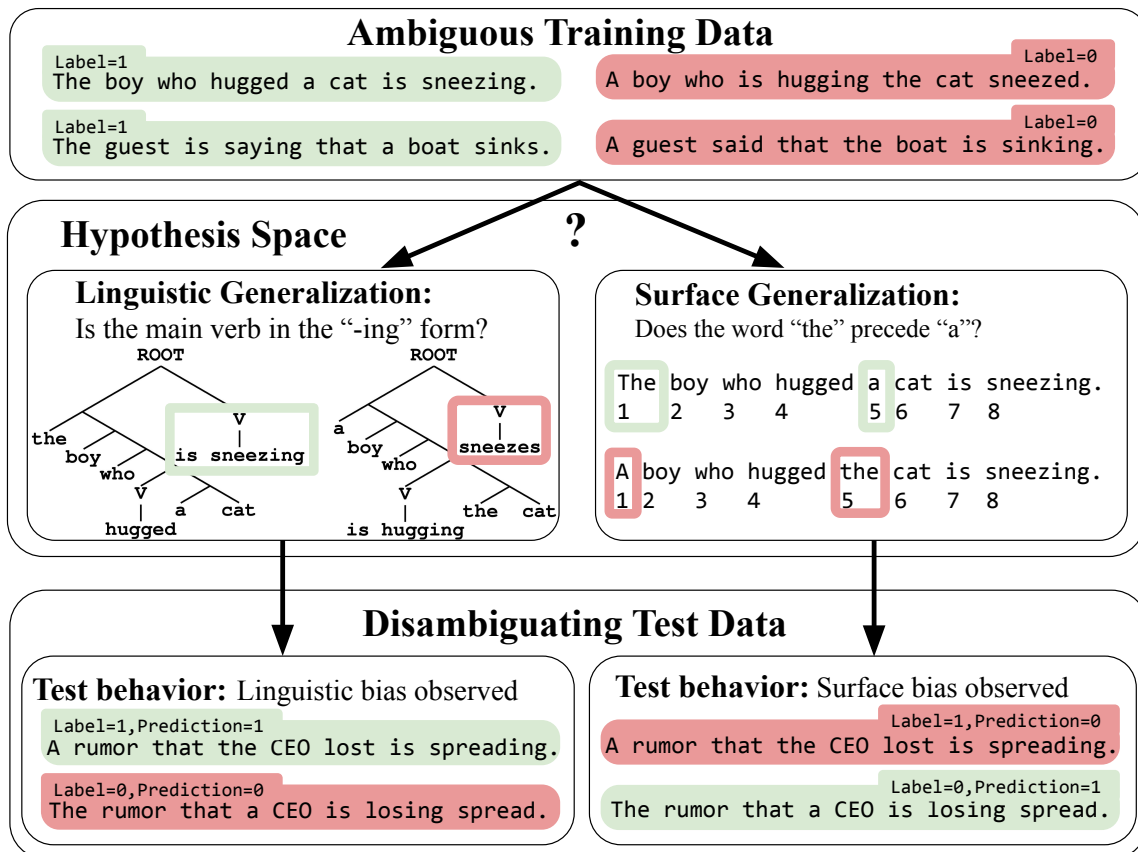 Ambiguous Training Data
Label=1
The boy who hugged a cat is sneezing.
Label=0
A boy who is hugging the cat sneezed.
Label=1
The guest is saying that a boat sinks.
Label=0
A guest said that the boat is sinking.
Hypothesis Space
?
Linguistic Generalization:
Is the main verb in the “-ing” form?
ROOT
V
the
boy
who
is sneezing
V
a
cat
hugged
ROOT
V
a
boy
who
sneezes
V
the
cat
is hugging
Surface Generalization:
Does the word “the” precede “a”?
The boy who hugged a cat is sneezing.
1 2 3 4 5 6 7 8
A boy who hugged the cat is sneezing.
1 2 3 4 5 6 7 8
Disambiguating Test Data
Test behavior: Linguistic bias observed
Label=1,Prediction=1
A rumor that the CEO lost is spreading.
Label=0,Prediction=0
The rumor that a CEO is losing spread.
Test behavior: Surface bias observed
Label=1,Prediction=0
A rumor that the CEO lost is spreading.
Label=0,Prediction=1
The rumor that a CEO is losing spread.